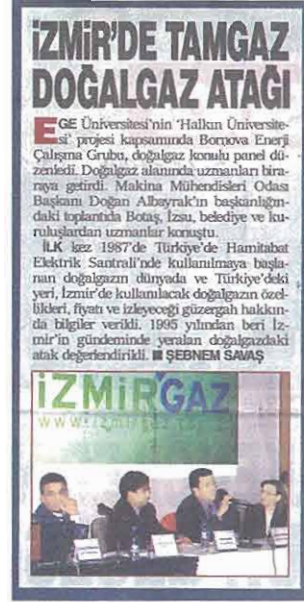 İZMİR'DE TAMGAZ
DOĞALGAZ ATAĞI
EGE Üniversitesi'nin 'Halkın Üniversite-
si' projesi kapsamında Bornova Enerji
Çalışma Grubu, doğalgaz konulu panel dü-
zenledi. Doğalgaz alanında uzmanları bira-
raya getirdi. Makina Mühendisleri Odası
Başkanı Doğan Albayrak'ın başkanlığın-
daki toplantıda Botaş, İzsu, belediye ve ku-
ruluşlardan uzmanlar konuştu.
İLK kez 1987'de Türkiye'de Hamitabat
Elektrik Santrali'nde kullanılmaya başla-
nan doğalgazın dünyada ve Türkiye'deki
yeri, İzmir'de kullanılacak doğalgazın özel-
likleri, fiyatı ve izleyeceği güzergah hakkın-
da bilgiler verildi. 1995 yılından beri İz-
mir'in gündeminde yeralan doğalgazdaki
atak değerlendirildi. ■ ŞEBNEM SAVAŞ
İZMİRGAZ
www.izmirgaz.